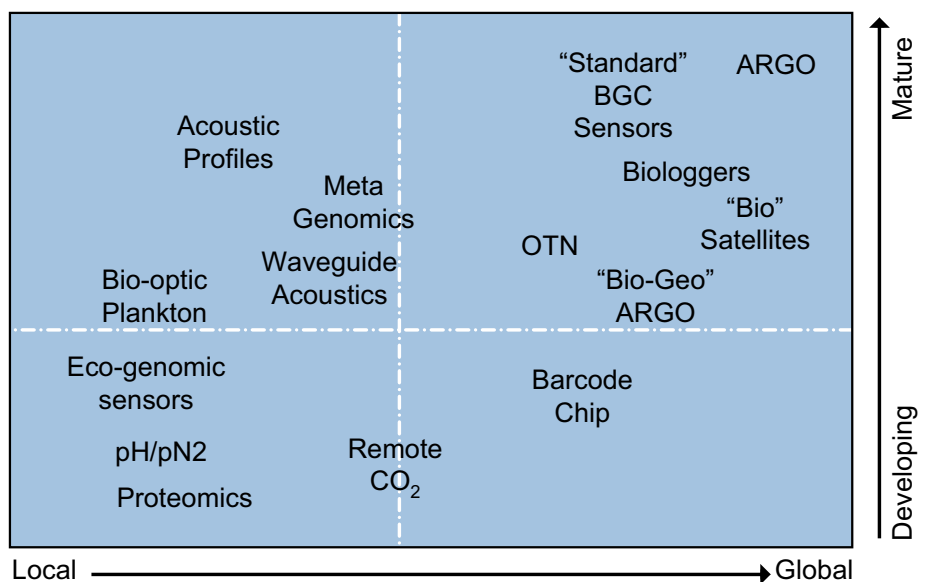 “Standard”
BGC
Sensors
ARGO
Acoustic
Profiles
Biologgers
Meta
Genomics
“Bio”
Satellites
OTN
Waveguide
Acoustics
Bio-optic
Plankton
“Bio-Geo”
ARGO
Eco-genomic
sensors
Barcode
Chip
pH/pN2
Remote
CO₂
Proteomics
Mature
Developing
Local
Global